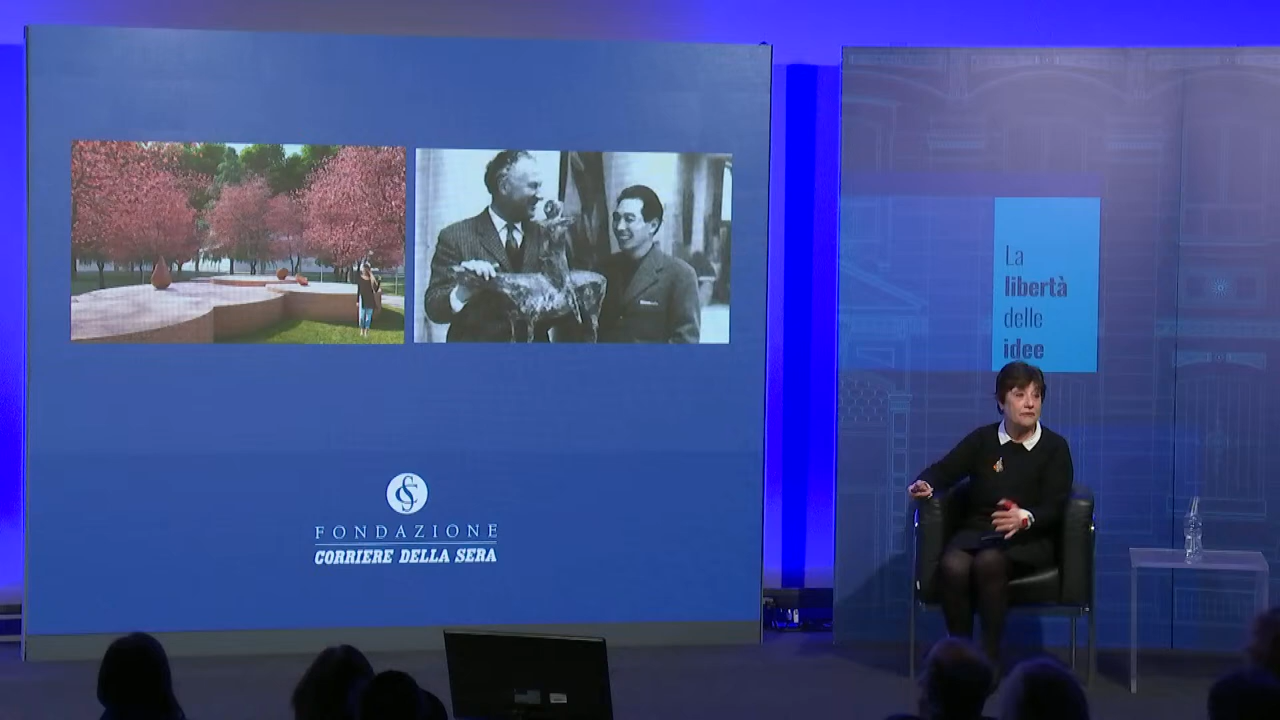 La
libertà
delle
idee
FONDAZIONE
CORRIERE DELLA SERA